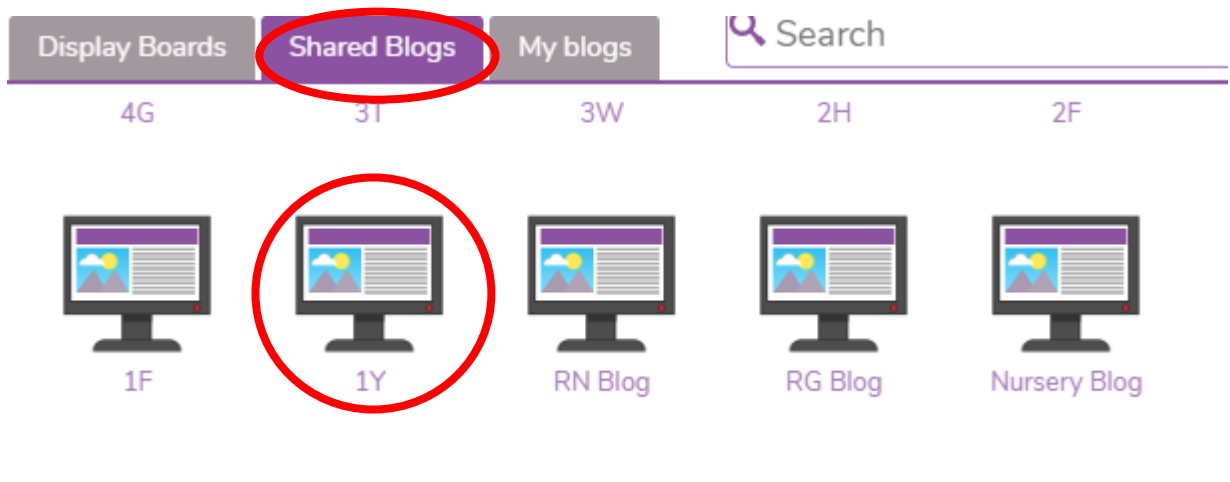 Display Boards Shared Blogs My blogs Search
4G 3T 3W 2H 2F
1F 1Y RN Blog RG Blog Nursery Blog